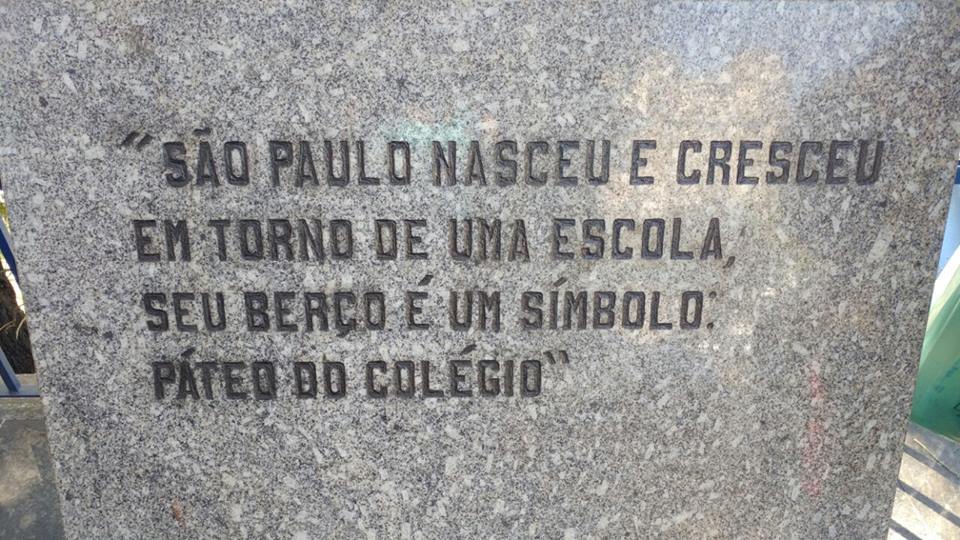 "SÃO PAULO NASCEU E CRESCEU
EM TORNO DE UMA ESCOLA,
SEU BERÇO É UM SÍMBOLO:
PÁTEO DO COLÉGIO"